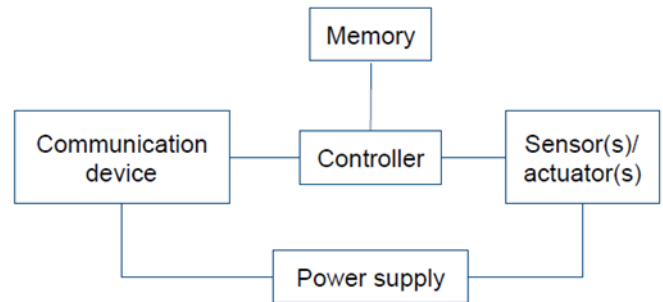 Memory
Communication
device
Controller
Sensor(s)/
actuator(s)
Power supply